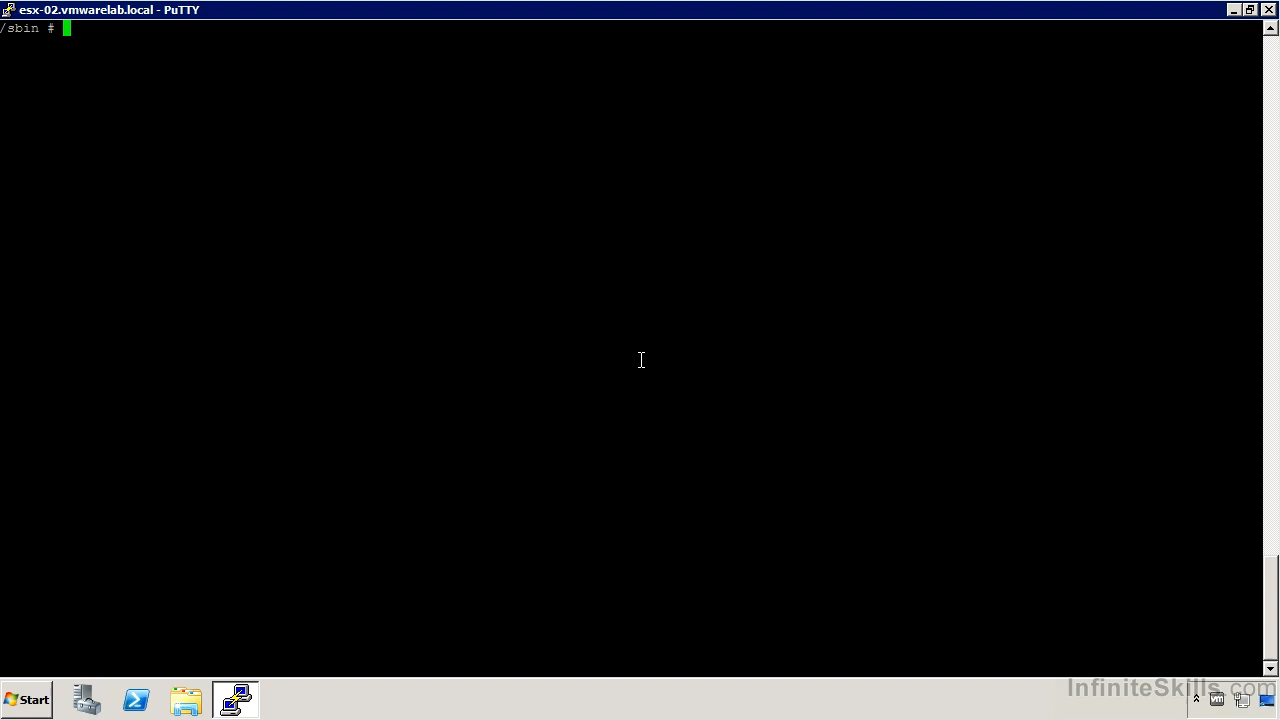 esx-02.vmwarelab.local - PuTTY
/sbin #
Start
InfiniteSkills.com